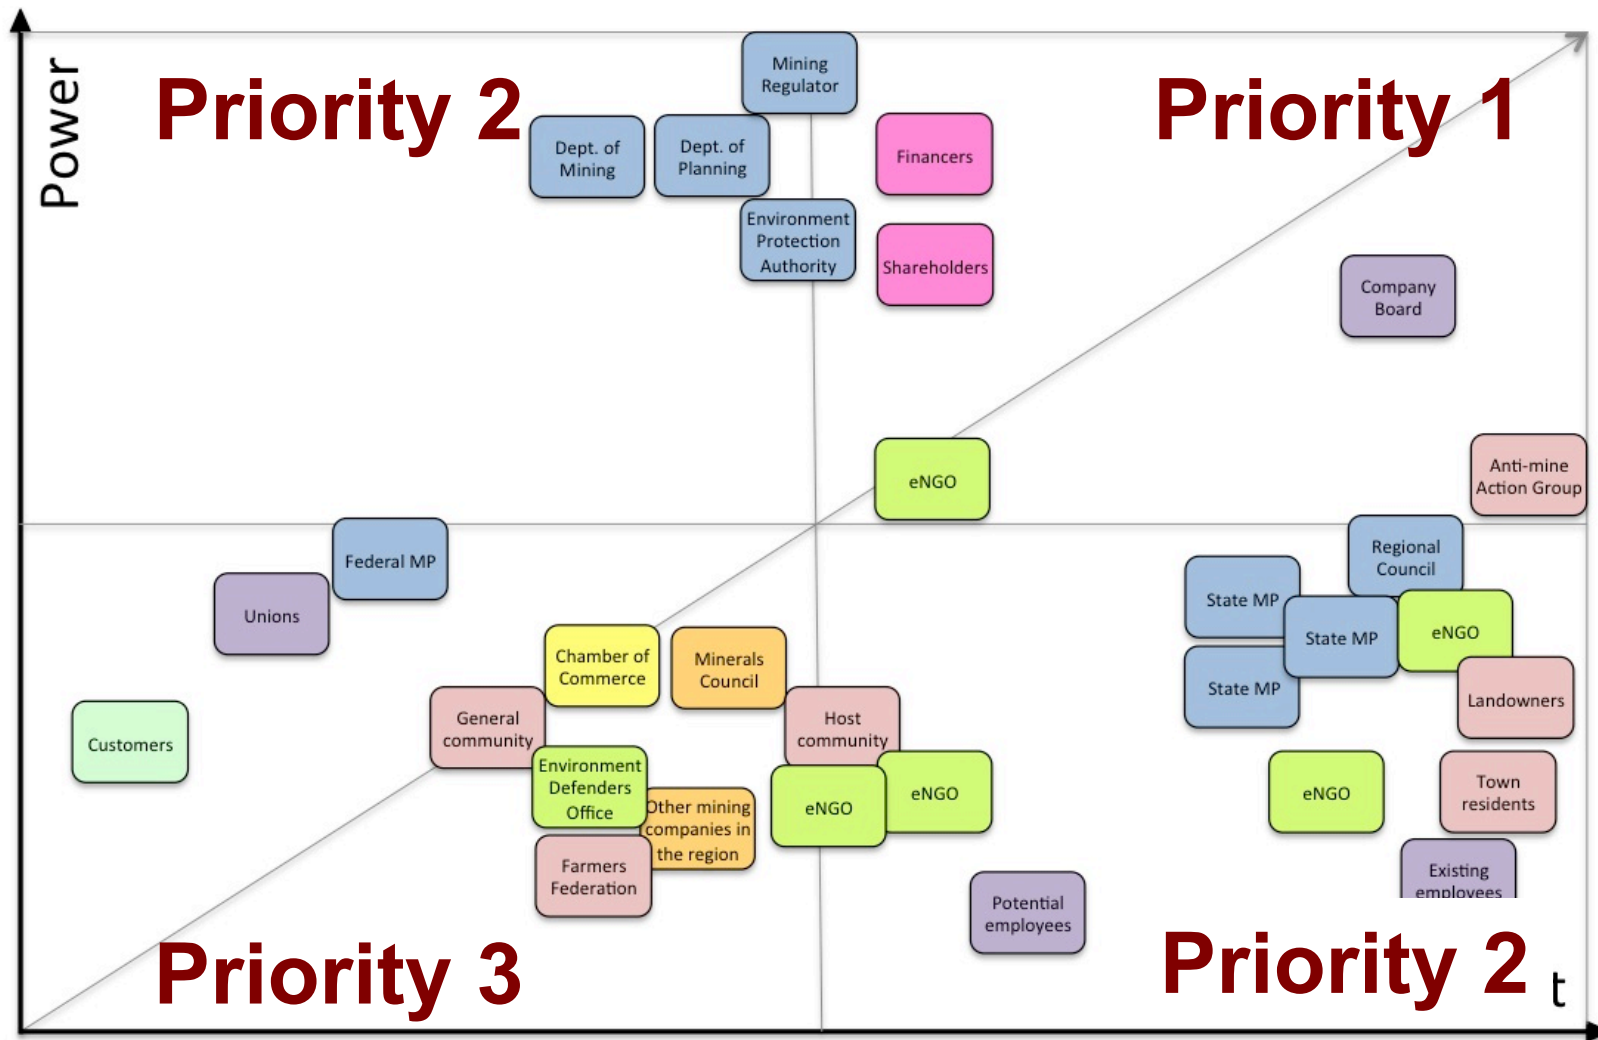 Power
Priority 2
Priority 1
Mining
Regulator
Dept. of
Mining
Dept. of
Planning
Financers
Environment
Protection
Authority
Shareholders
Company
Board
eNGO
Anti-mine
Action Group
Federal MP
Regional
Council
Unions
State MP
State MP
eNGO
State MP
Chamber of
Commerce
Minerals
Council
Landowners
General
community
Host
community
Customers
Environment
Defenders
Office
Other mining
companies in
the region
eNGO
eNGO
eNGO
Town
residents
Farmers
Federation
Potential
employees
Existing
employees
Priority 3
Priority 2
t